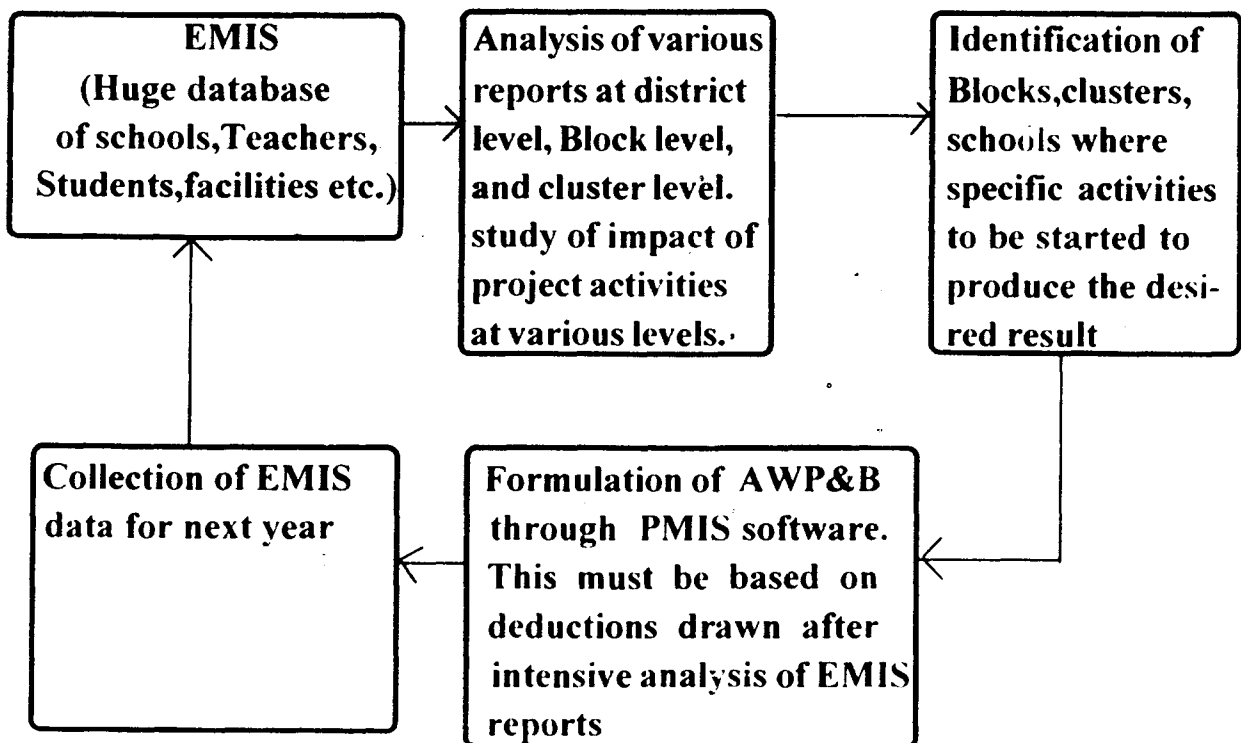 EMIS
(Huge database
of schools,Teachers,
Students,facilities etc.)
Analysis of various
reports at district
level, Block level,
and cluster level.
study of impact of
project activities
at various levels.
Identification of
Blocks,clusters,
schools where
specific activities
to be started to
produce the desi-
red result
Formulation of AWP&B
through PMIS software.
This must be based on
deductions drawn after
intensive analysis of EMIS
reports
Collection of EMIS
data for next year